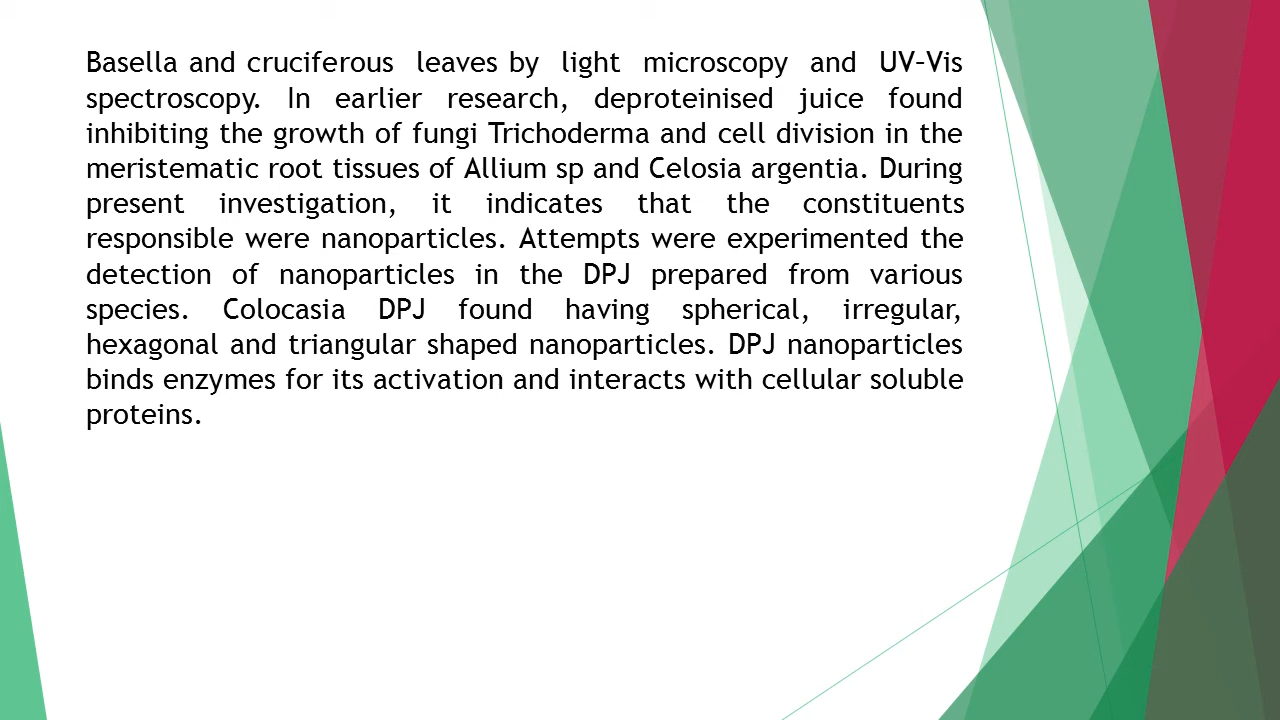 Basella and cruciferous leaves by light microscopy and UV–Vis
spectroscopy. In earlier research, deproteinised juice found
inhibiting the growth of fungi Trichoderma and cell division in the
meristematic root tissues of Allium sp and Celosia argentia. During
present investigation, it indicates that the constituents
responsible were nanoparticles. Attempts were experimented the
detection of nanoparticles in the DPJ prepared from various
species. Colocasia DPJ found having spherical, irregular,
hexagonal and triangular shaped nanoparticles. DPJ nanoparticles
binds enzymes for its activation and interacts with cellular soluble
proteins.